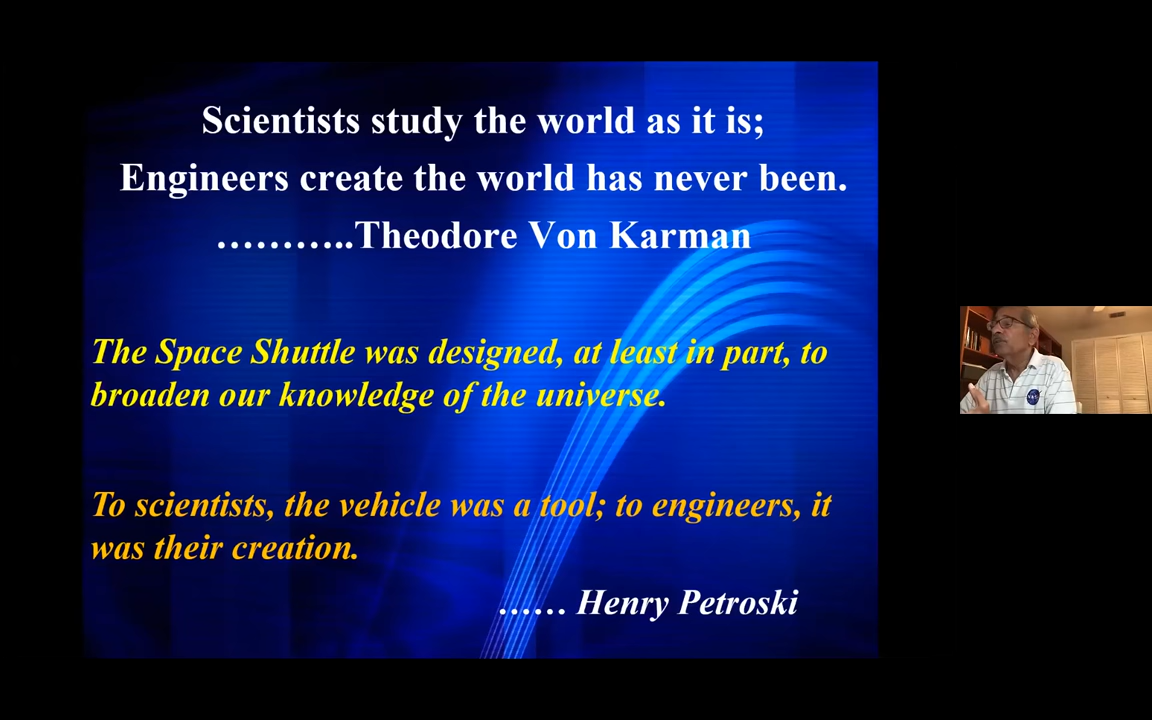 Scientists study the world as it is;
Engineers create the world has never been.
………..Theodore Von Karman
The Space Shuttle was designed, at least in part, to
broaden our knowledge of the universe.
To scientists, the vehicle was a tool; to engineers, it
was their creation.
…… Henry Petroski